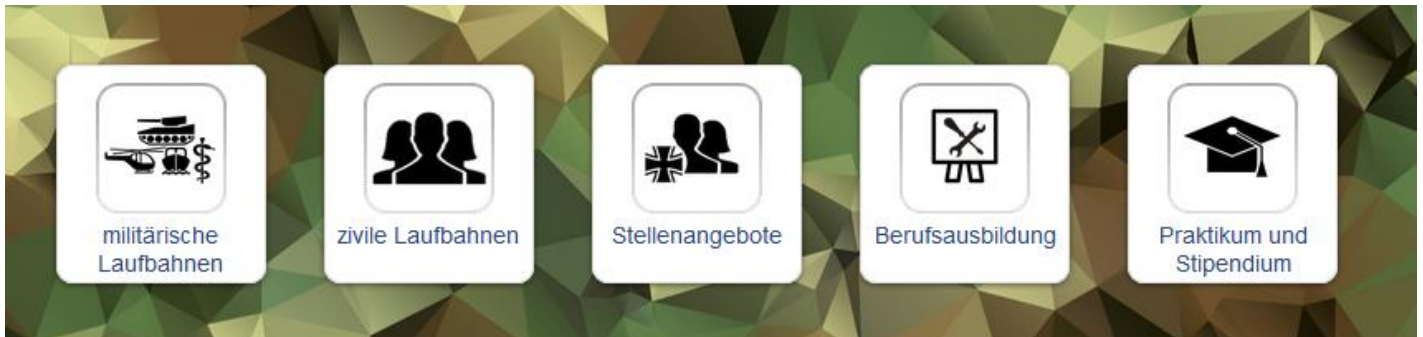 militärische
Laufbahnen
zivile Laufbahnen
Stellenangebote
Berufsausbildung
Praktikum und
Stipendium